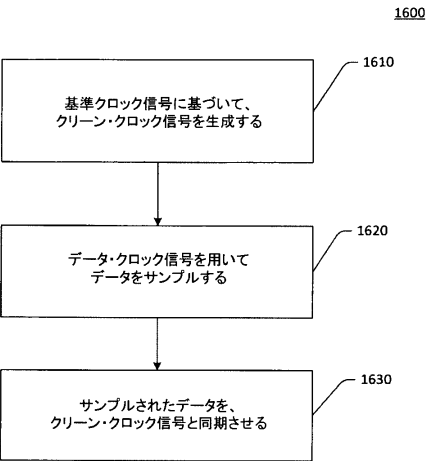 1600
1610
基準クロック信号に基づいて、
クリーン・クロック信号を生成する
1620
データ・クロック信号を用いて
データをサンプルする
1630
サンプルされたデータを、
クリーン・クロック信号と同期させる